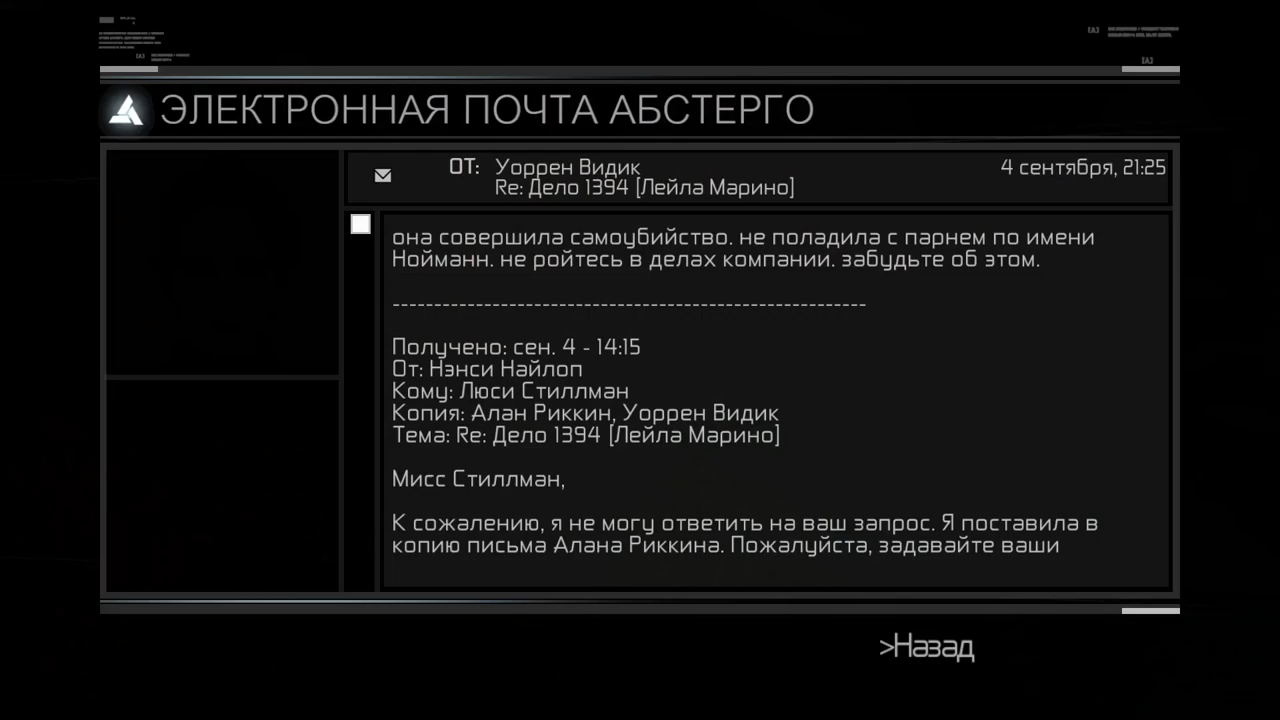 ЭЛЕКТРОННАЯ ПОЧТА АБСТЕРГО
ОТ: Уоррен Видик 4 сентября, 21:25
Re: Дело 1394 [Лейла Марино]
она совершила самоубийство. не поладила с парнем по имени
Нойманн. не ройтесь в делах компании. забудьте об этом.
---------------------------------------------------------
Получено: сен. 4 - 14:15
От: Нэнси Найлоп
Кому: Люси Стиллман
Копия: Алан Риккин, Уоррен Видик
Тема: Re: Дело 1394 [Лейла Марино]
Мисс Стиллман,
К сожалению, я не могу ответить на ваш запрос. Я поставила в
копию письма Алана Риккина. Пожалуйста, задавайте ваши
>Назад